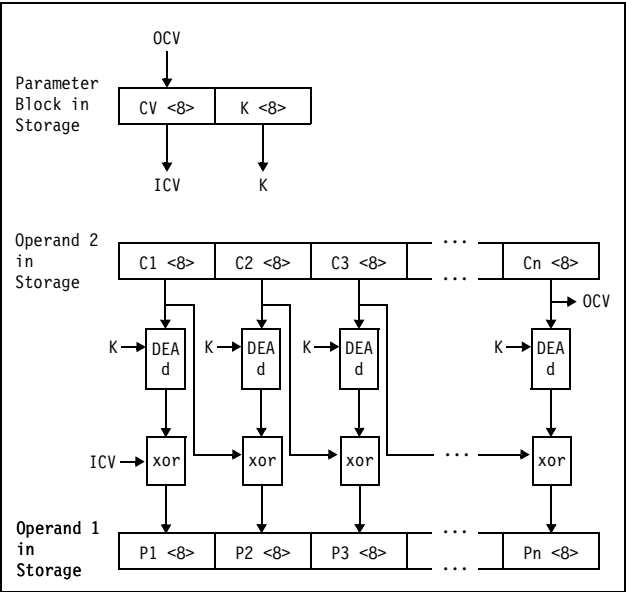 OCV
Parameter
Block in
Storage
CV <8> K <8>
ICV K
Operand 2
in
Storage
C1 <8> C2 <8> C3 <8> ... ... Cn <8>
OCV
K DEA K DEA K DEA K DEA
d d d d
ICV xor xor xor ... xor
Operand 1
in
Storage
P1 <8> P2 <8> P3 <8> ... ... Pn <8>